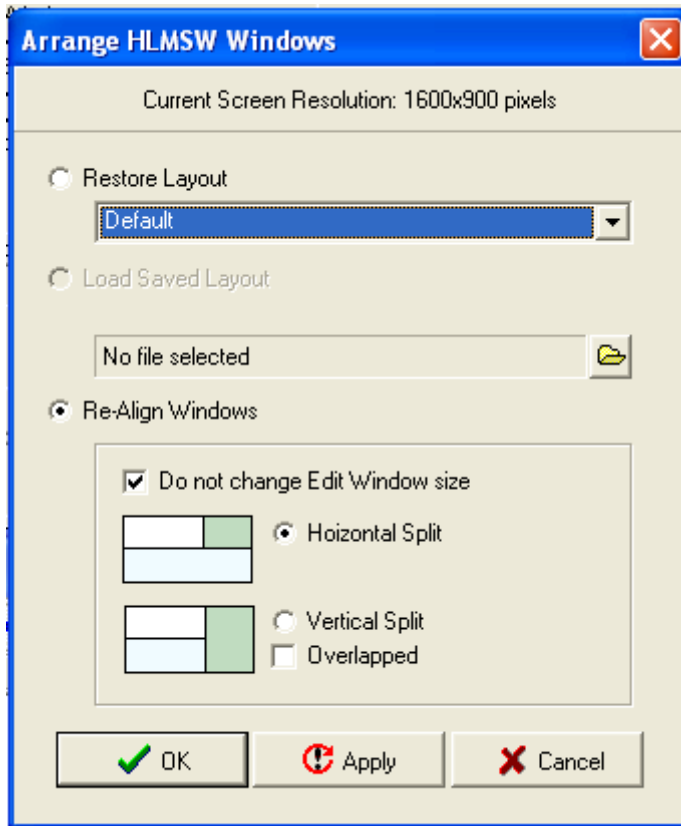 Arrange HLMSW Windows
Current Screen Resolution: 1600x900 pixels
Restore Layout
Default
Load Saved Layout
No file selected
Re-Align Windows
Do not change Edit Window size
Hoizontal Split
Vertical Split
Overlapped
OK Apply Cancel